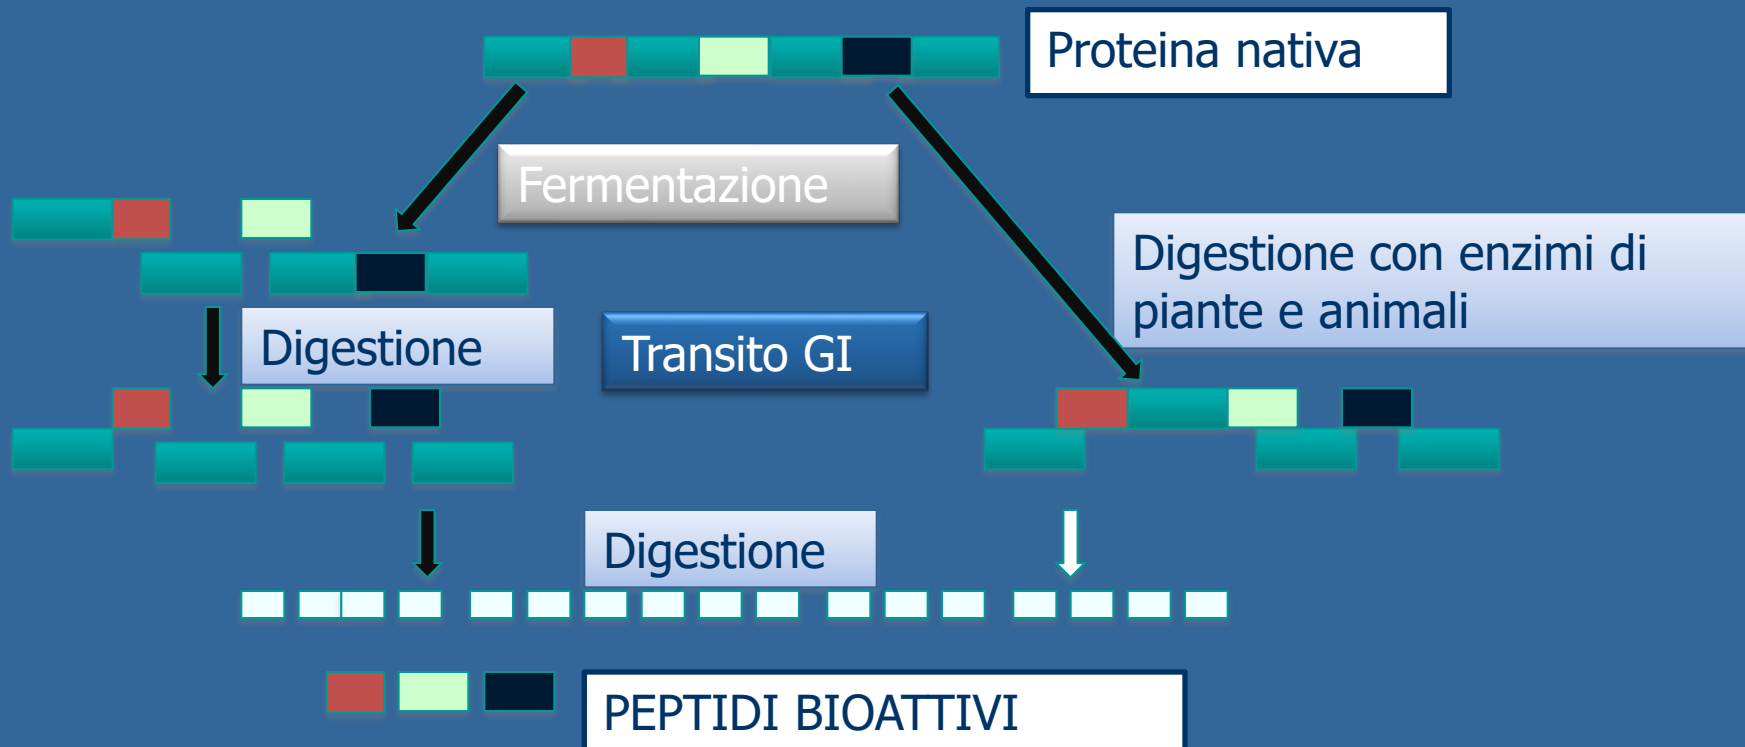 Proteina nativa
Fermentazione
Digestione con enzimi di
piante e animali
Digestione
Transito GI
Digestione
PEPTIDI BIOATTIVI